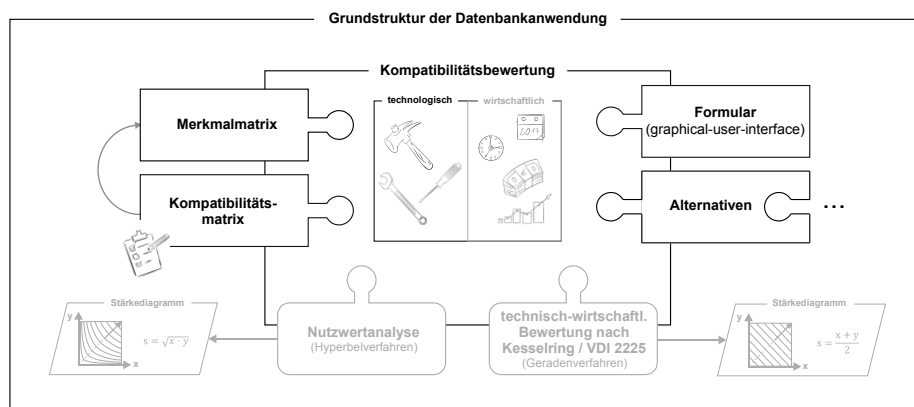 Grundstruktur der Datenbankanwendung
Kompatibilitätsbewertung
technologisch
wirtschaftlich
2017
Merkmalmatrix
Kompatibilitäts-
matrix
Formular
(graphical-user-interface)
Alternativen
...
Stärkediagramm
y
x
s = √x · y
Nutzwertanalyse
(Hyperbelverfahren)
technisch-wirtschaftl.
Bewertung nach
Kesselring / VDI 2225
(Geradenverfahren)
Stärkediagramm
y
x
s = x + y
2